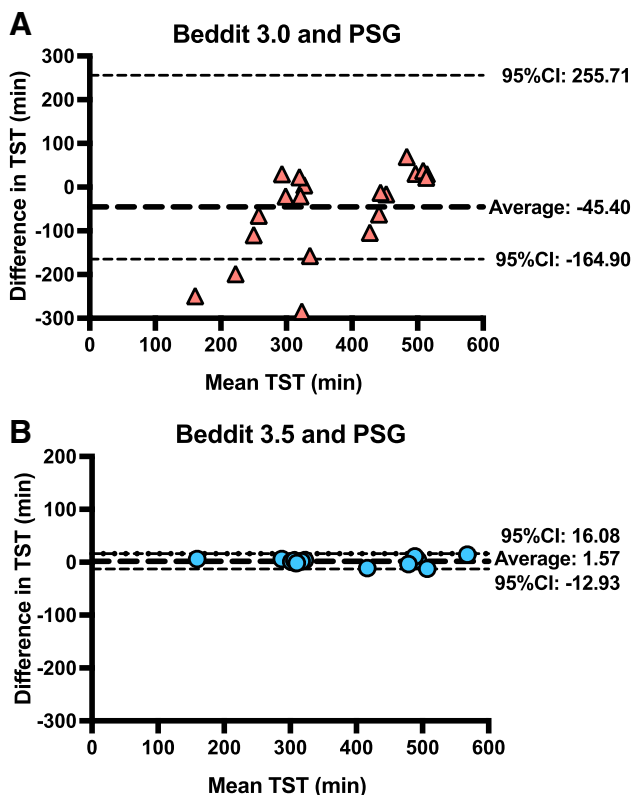 A
Beddit 3.0 and PSG
Difference in TST (min)
300
200
100
0
-100
-200
-300
0 100 200 300 400 500 600
Mean TST (min)
95%CI: 255.71
Average: -45.40
95%CI: -164.90
B
Beddit 3.5 and PSG
Difference in TST (min)
200
100
0
-100
-200
-300
0 100 200 300 400 500 600
Mean TST (min)
95%CI: 16.08
Average: 1.57
95%CI: -12.93